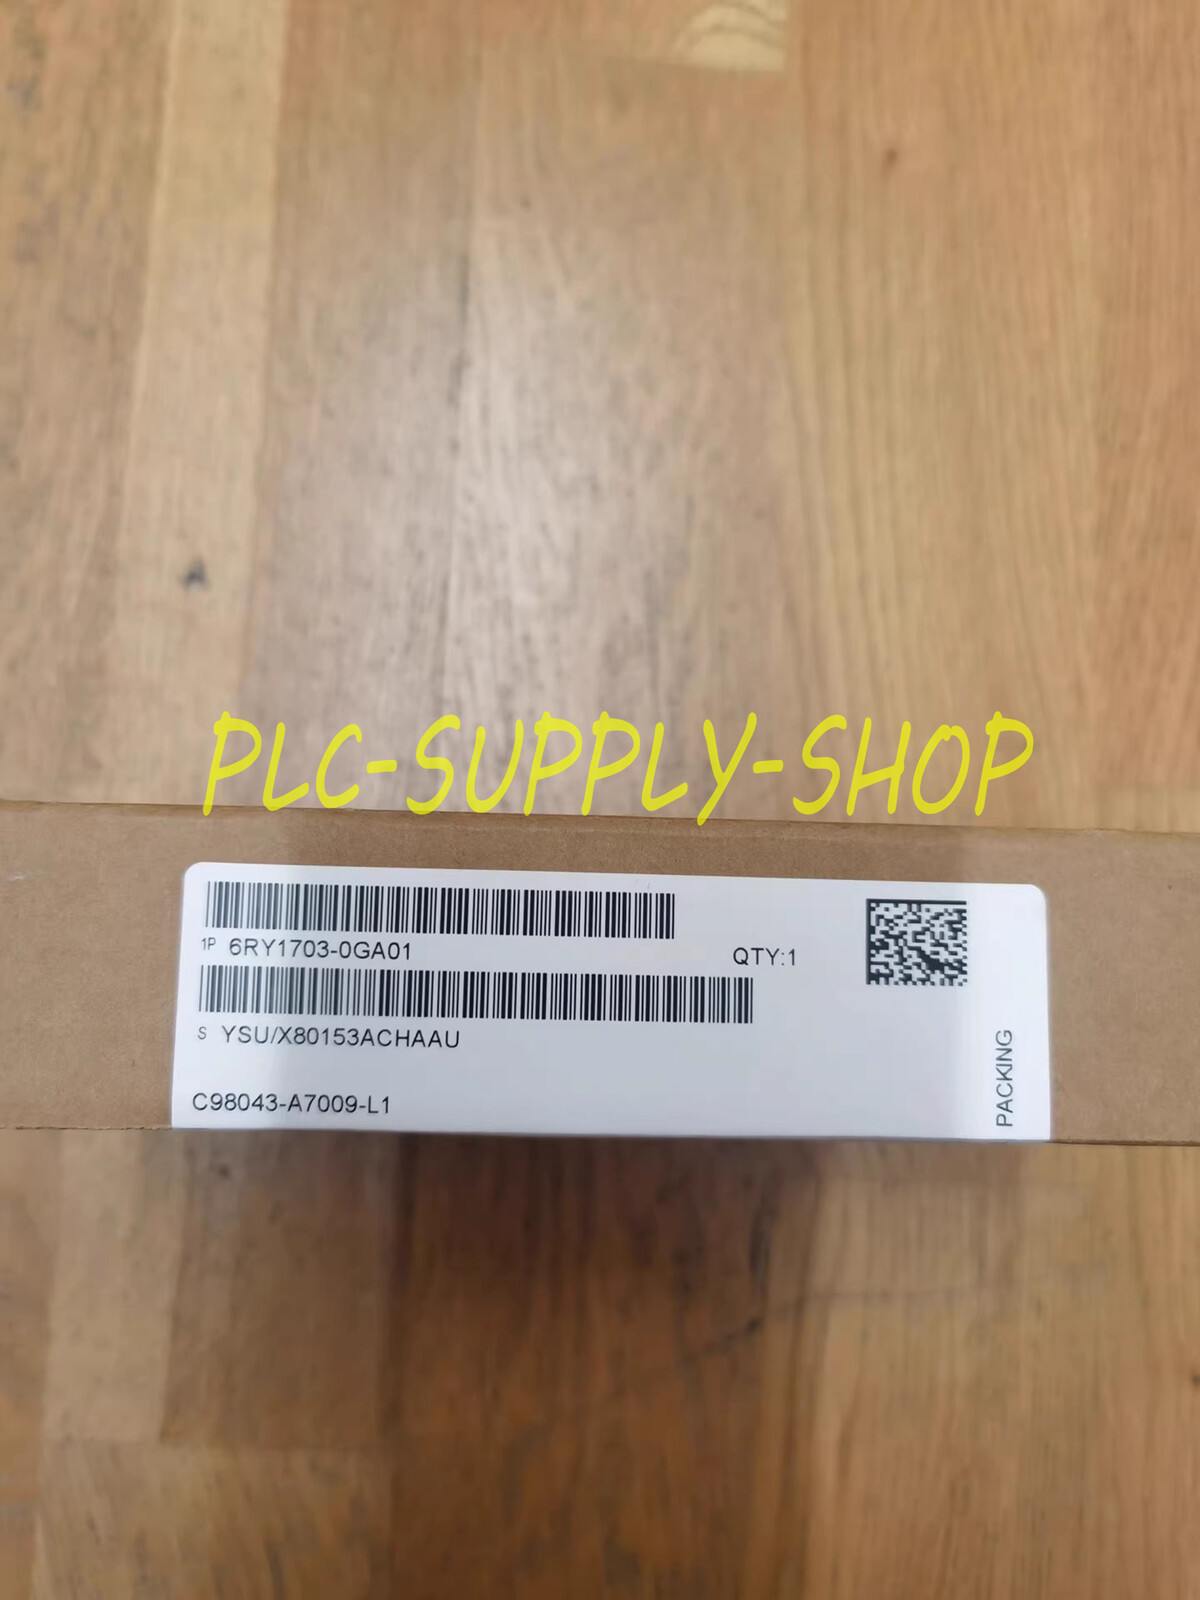 PLC-SUPPLY-SHOP
1P 6RY1703-0GA01
QTY:1
S YSU/X80153ACHAAU
C98043-A7009-L1
PACKING